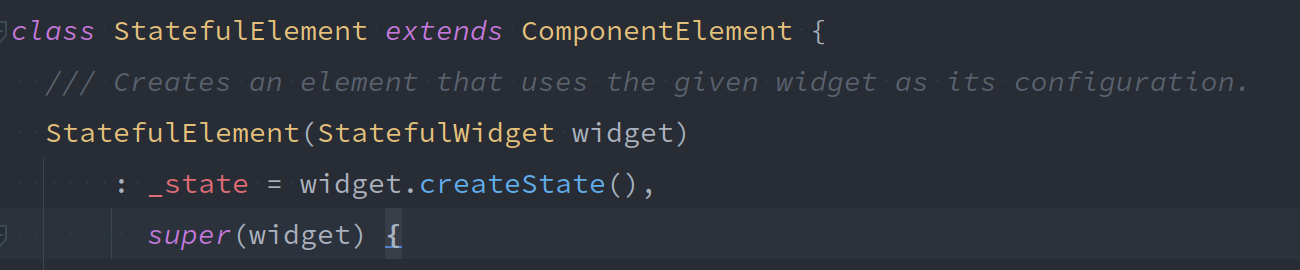 class StatefulElement extends ComponentElement {
/// Creates an element that uses the given widget as its configuration.
StatefulElement(StatefulWidget widget)
: _state = widget.createState(),
super(widget) {